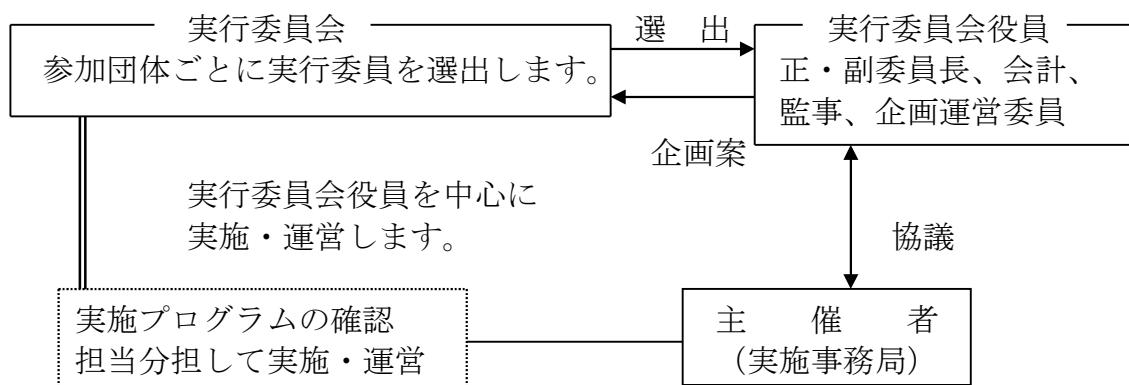 実行委員会
参加団体ごとに実行委員を選出します。
選　出
実行委員会役員
正・副委員長、会計、
監事、企画運営委員
企画案
実行委員会役員を中心に
実施・運営します。
協議
実施プログラムの確認
担当分担して実施・運営
主　催　者
（実施事務局）